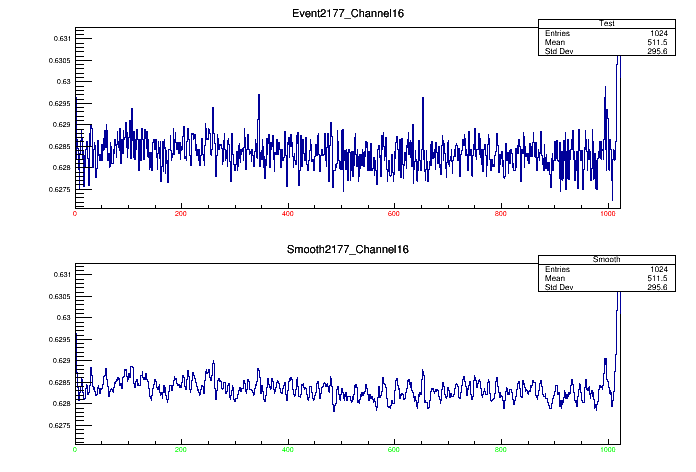 Event2177_Channel16
Test
Entries 1024
Mean 511.5
Std Dev 295.6
0.631
0.6305
0.63
0.6295
0.629
0.6285
0.628
0.6275
0 200 400 600 800 1000
Smooth2177_Channel16
Smooth
Entries 1024
Mean 511.5
Std Dev 295.6
0.631
0.6305
0.63
0.6295
0.629
0.6285
0.628
0.6275
0 200 400 600 800 1000